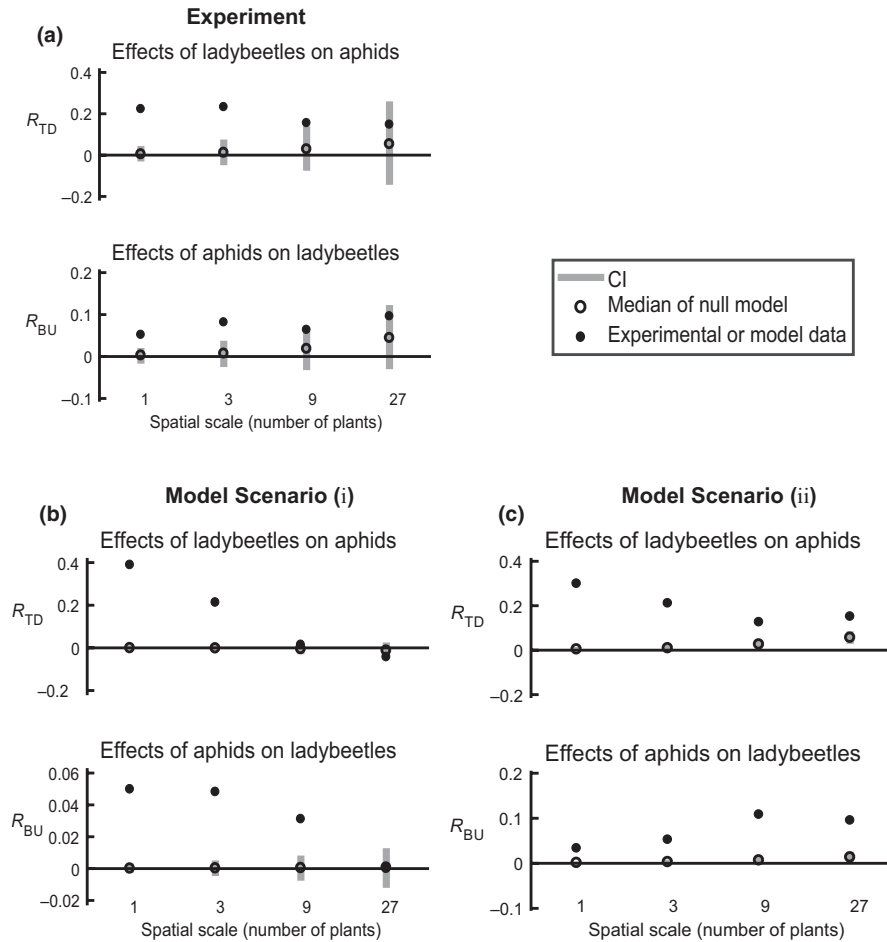 Experiment
(a)
Effects of ladybeetles on aphids
0.4
0.2
0
–0.2
R_TD
Effects of aphids on ladybeetles
0.2
0.1
0
–0.1
R_BU
1 3 9 27
Spatial scale (number of plants)
CI
Median of null model
Experimental or model data
Model Scenario (i)
(b)
Effects of ladybeetles on aphids
0.4
0.2
0
–0.2
R_TD
Effects of aphids on ladybeetles
0.06
0.04
0.02
0
–0.02
R_BU
1 3 9 27
Spatial scale (number of plants)
Model Scenario (ii)
(c)
Effects of ladybeetles on aphids
0.4
0.2
0
–0.2
R_TD
Effects of aphids on ladybeetles
0.2
0.1
0
–0.1
R_BU
1 3 9 27
Spatial scale (number of plants)